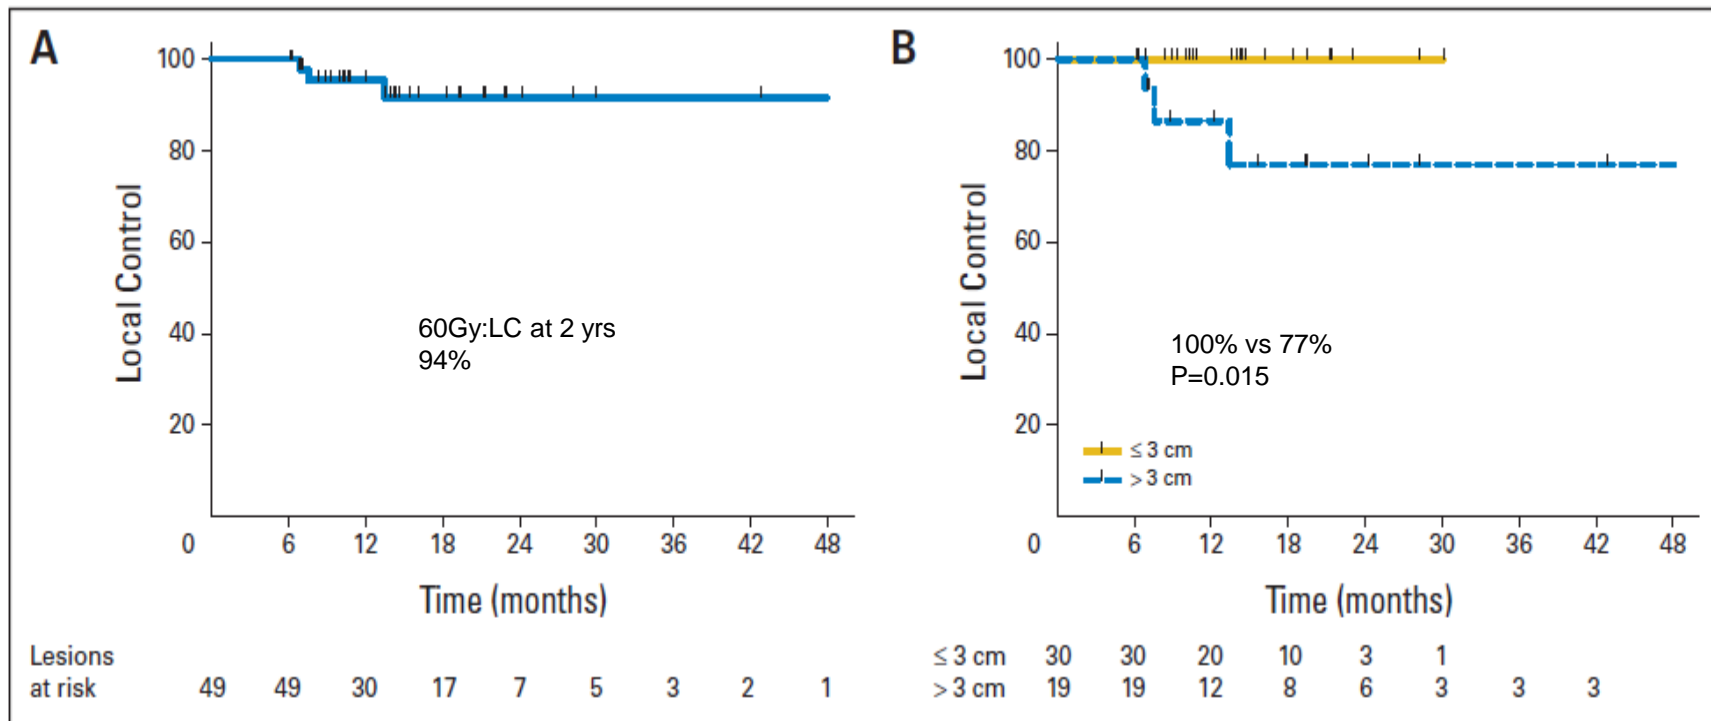 A
100
80
60
40
20
0
6 12 18 24 30 36 42 48
Local Control
Time (months)
60Gy:LC at 2 yrs
94%
Lesions
at risk 49 49 30 17 7 5 3 2 1
B
100
80
60
40
20
0
6 12 18 24 30 36 42 48
Local Control
Time (months)
100% vs 77%
P=0.015
≤ 3 cm
> 3 cm
≤ 3 cm 30 30 20 10 3 1
> 3 cm 19 19 12 8 6 3 3 3